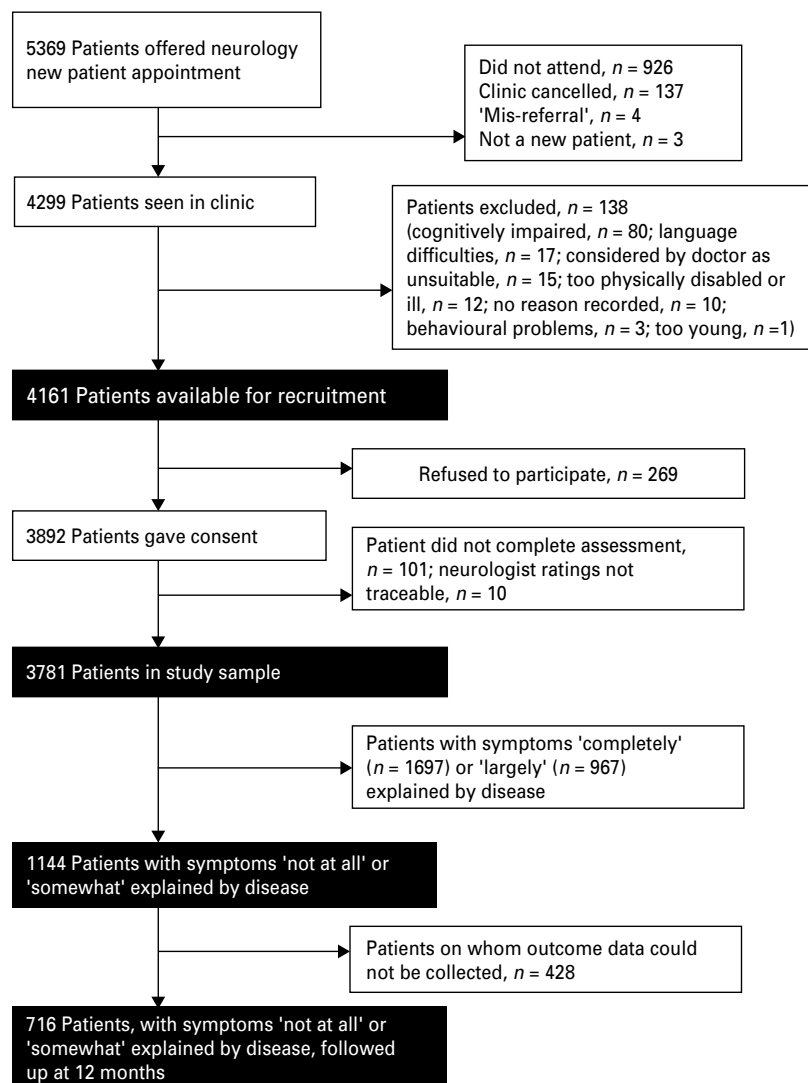 5369 Patients offered neurology
new patient appointment
Did not attend, n = 926
Clinic cancelled, n = 137
'Mis-referral', n = 4
Not a new patient, n = 3
4299 Patients seen in clinic
Patients excluded, n = 138
(cognitively impaired, n = 80; language
difficulties, n = 17; considered by doctor as
unsuitable, n = 15; too physically disabled or
ill, n = 12; no reason recorded, n = 10;
behavioural problems, n = 3; too young, n =1)
4161 Patients available for recruitment
Refused to participate, n = 269
3892 Patients gave consent
Patient did not complete assessment,
n = 101; neurologist ratings not
traceable, n = 10
3781 Patients in study sample
Patients with symptoms 'completely'
(n = 1697) or 'largely' (n = 967)
explained by disease
1144 Patients with symptoms 'not at all' or
'somewhat' explained by disease
Patients on whom outcome data could
not be collected, n = 428
716 Patients, with symptoms 'not at all' or
'somewhat' explained by disease, followed
up at 12 months